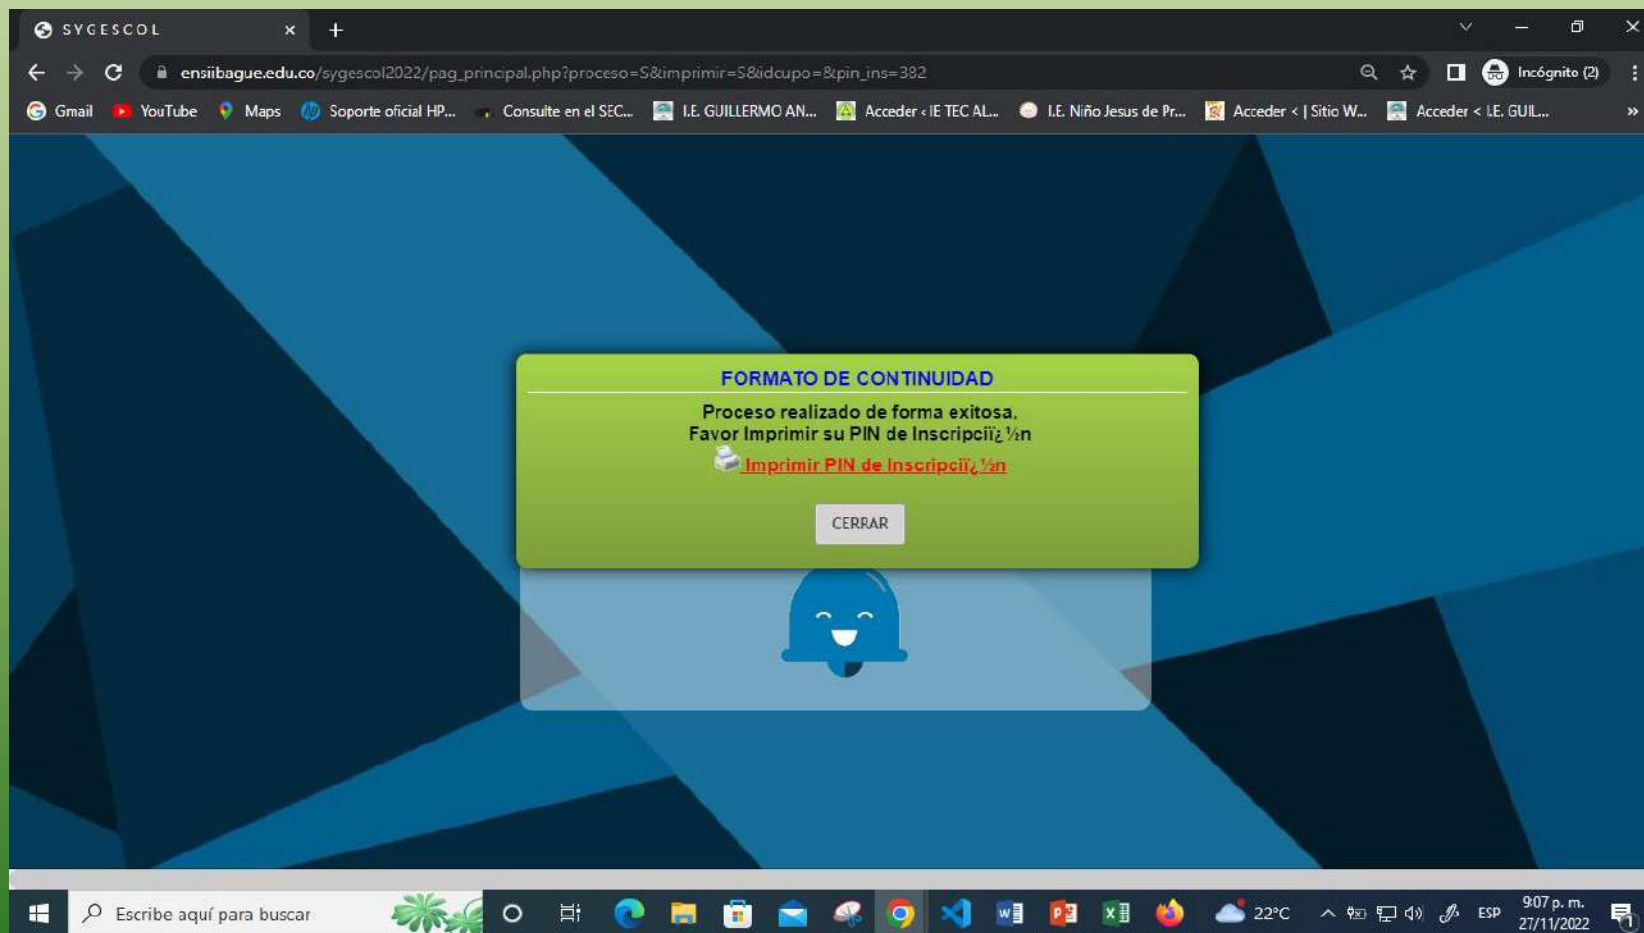 SYGESCOL
ensiibague.edu.co/sygescol2022/pag_principal.php?proceso=S&imprimir=S&idcupo=&pin_ins=382
Incógnito (2)
Gmail YouTube Maps Soporte oficial HP... Consulte en el SEC... I.E. GUILLERMO AN... Acceder < IE TEC AL... I.E. Niño Jesus de Pr... Acceder < | Sitio W... Acceder < I.E. GUIL... »
FORMATO DE CONTINUIDAD
Proceso realizado de forma exitosa.
Favor Imprimir su PIN de Inscripciï¿½n
Imprimir PIN de Inscripciï¿½n
CERRAR
Escribe aquí para buscar
22°C
ESP
9:07 p. m.
27/11/2022